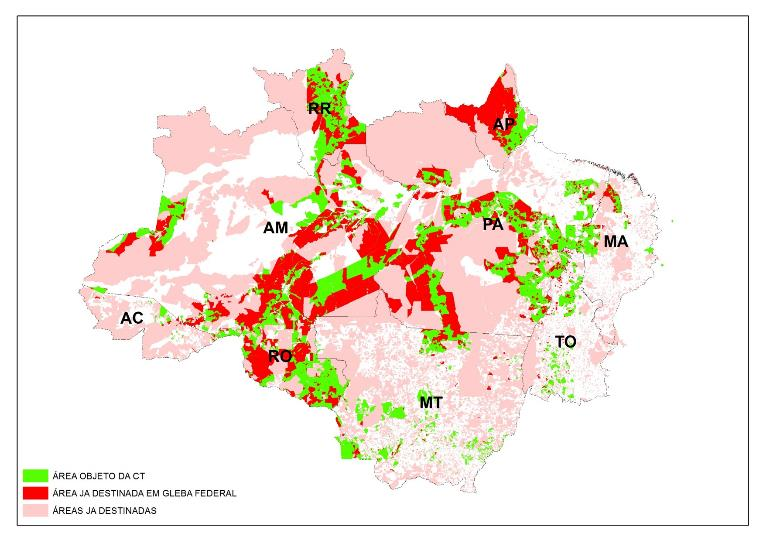 RR
AP
AM
PA
MA
AC
RO
TO
MT
ÁREA OBJETO DA CT
ÁREA JA DESTINADA EM GLEBA FEDERAL
ÁREAS JA DESTINADAS